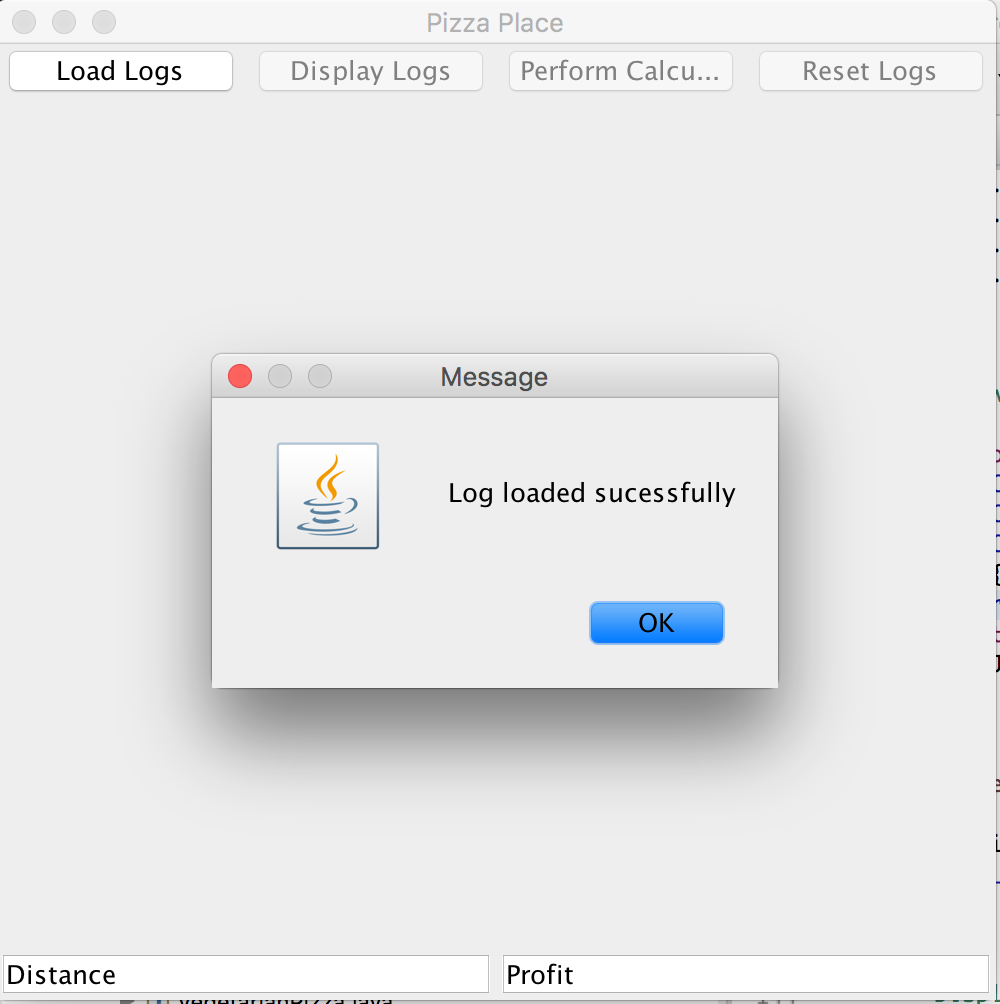 Pizza Place
Load Logs
Display Logs
Perform Calcu...
Reset Logs
Message
Log loaded sucessfully
OK
Distance
Profit